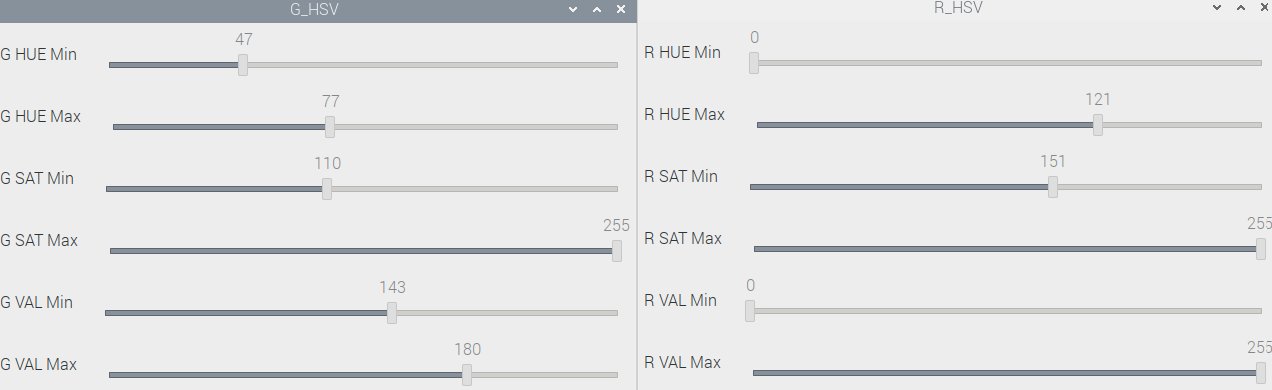 G_HSV
G HUE Min 47
G HUE Max 77
G SAT Min 110
G SAT Max 255
G VAL Min 143
G VAL Max 180
R_HSV
R HUE Min 0
R HUE Max 121
R SAT Min 151
R SAT Max 255
R VAL Min 0
R VAL Max 255